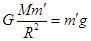 G Mm′/R² = m′g